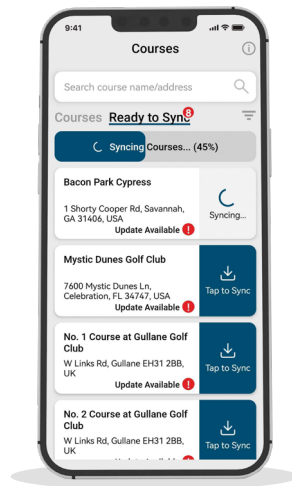 9:41
Courses
Search course name/address
Courses Ready to Sync 8
Syncing Courses... (45%)
Bacon Park Cypress
1 Shorty Cooper Rd, Savannah,
GA 31406, USA
Update Available !
Syncing...
Mystic Dunes Golf Club
7600 Mystic Dunes Ln,
Celebration, FL 34747, USA
Update Available !
Tap to Sync
No. 1 Course at Gullane Golf
Club
W Links Rd, Gullane EH31 2BB,
UK
Update Available !
Tap to Sync
No. 2 Course at Gullane Golf
Club
W Links Rd, Gullane EH31 2BB,
UK
Tap to Sync